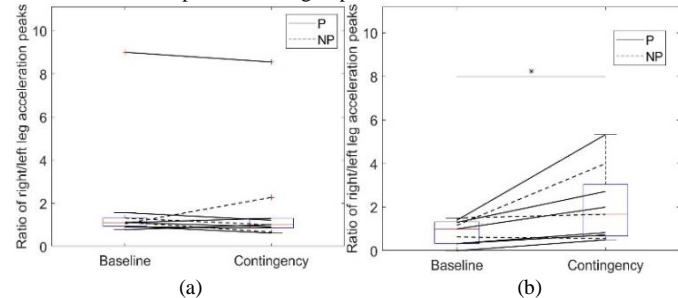 Ratio of right/left leg acceleration peaks
10
8
6
4
2
0
P
NP
Baseline
Contingency
(a)
Ratio of right/left leg acceleration peaks
10
8
6
4
2
0
P
NP
*
Baseline
Contingency
(b)